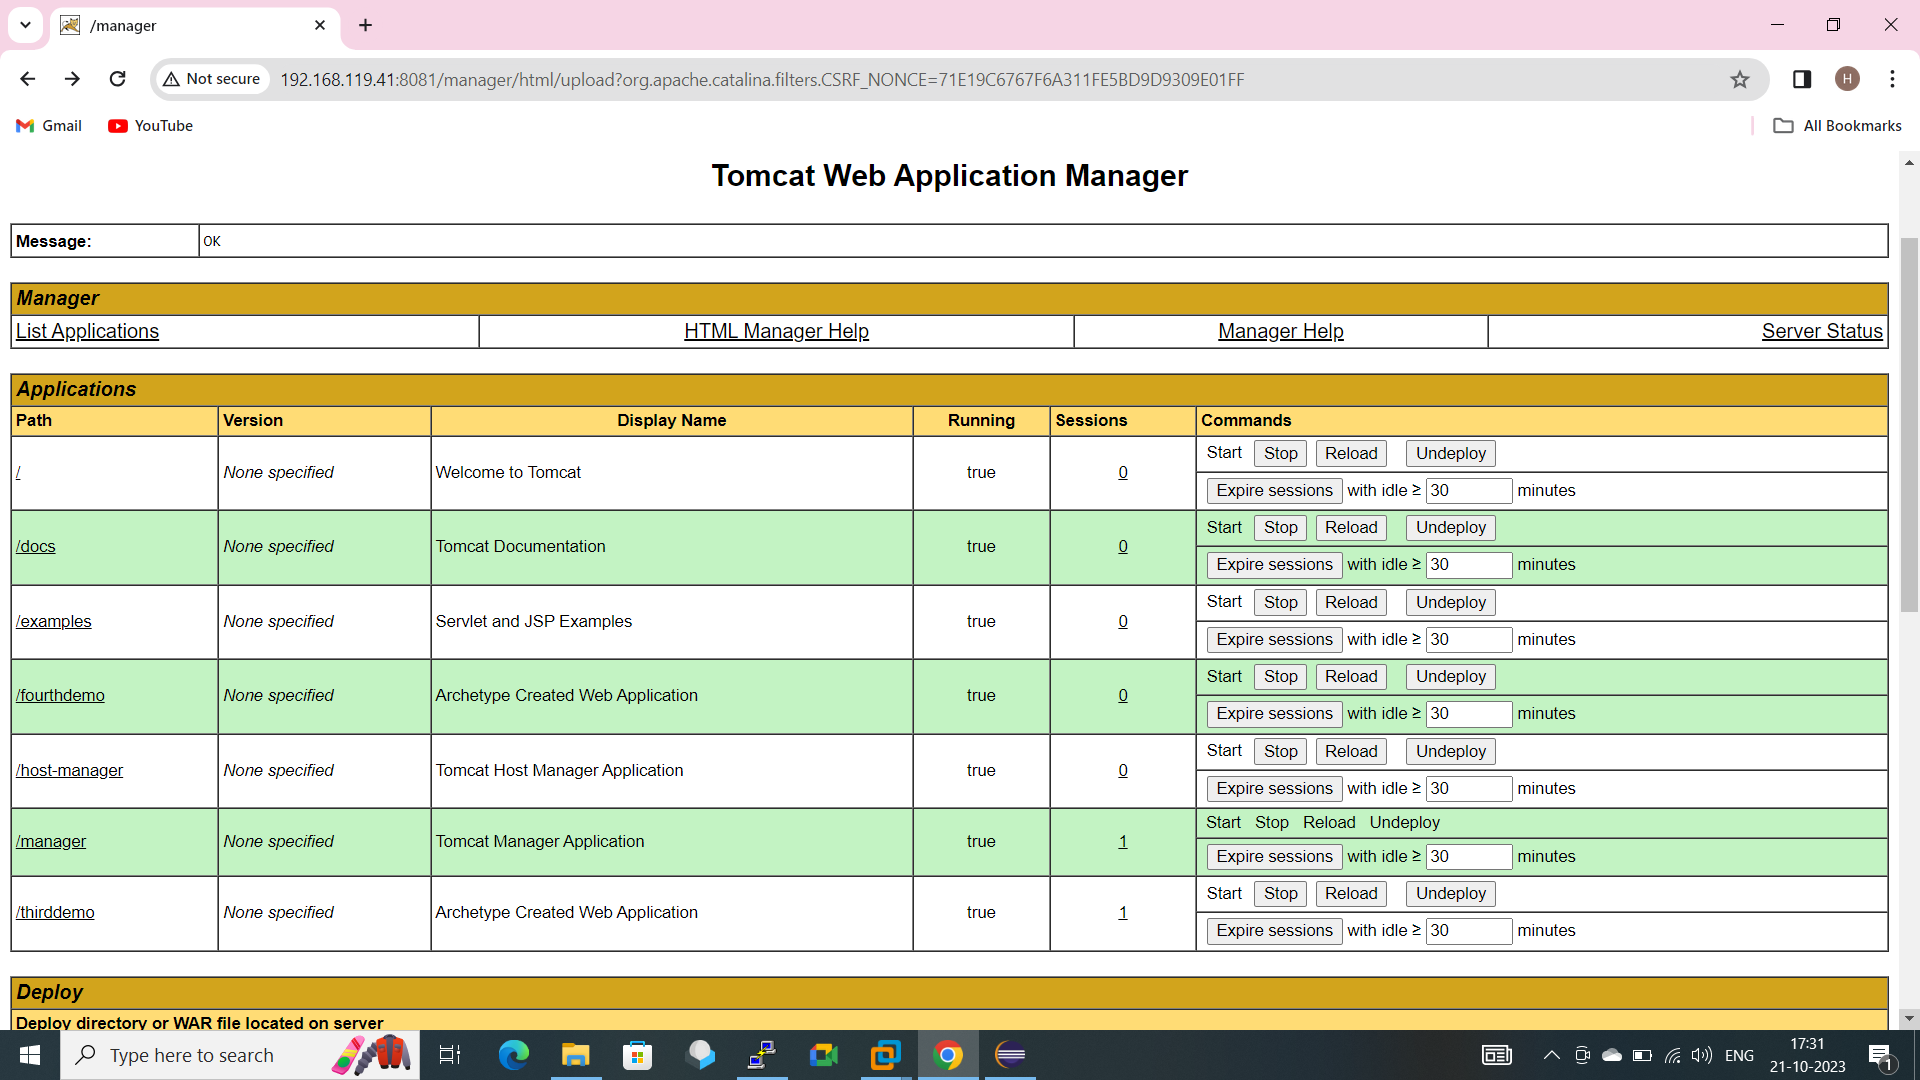 /manager
Not secure 192.168.119.41:8081/manager/html/upload?org.apache.catalina.filters.CSRF_NONCE=71E19C6767F6A311FE5BD9D9309E01FF H
Gmail YouTube All Bookmarks
Tomcat Web Application Manager
Message: OK
Manager
List Applications HTML Manager Help Manager Help Server Status
Applications
Path Version Display Name Running Sessions Commands
/ None specified Welcome to Tomcat true 0 Start Stop Reload Undeploy
Expire sessions with idle ≥ 30 minutes
/docs None specified Tomcat Documentation true 0 Start Stop Reload Undeploy
Expire sessions with idle ≥ 30 minutes
/examples None specified Servlet and JSP Examples true 0 Start Stop Reload Undeploy
Expire sessions with idle ≥ 30 minutes
/fourthdemo None specified Archetype Created Web Application true 0 Start Stop Reload Undeploy
Expire sessions with idle ≥ 30 minutes
/host-manager None specified Tomcat Host Manager Application true 0 Start Stop Reload Undeploy
Expire sessions with idle ≥ 30 minutes
/manager None specified Tomcat Manager Application true 1 Start Stop Reload Undeploy
Expire sessions with idle ≥ 30 minutes
/thirddemo None specified Archetype Created Web Application true 1 Start Stop Reload Undeploy
Expire sessions with idle ≥ 30 minutes
Deploy
Deploy directory or WAR file located on server
Type here to search ENG 17:31
21-10-2023 1